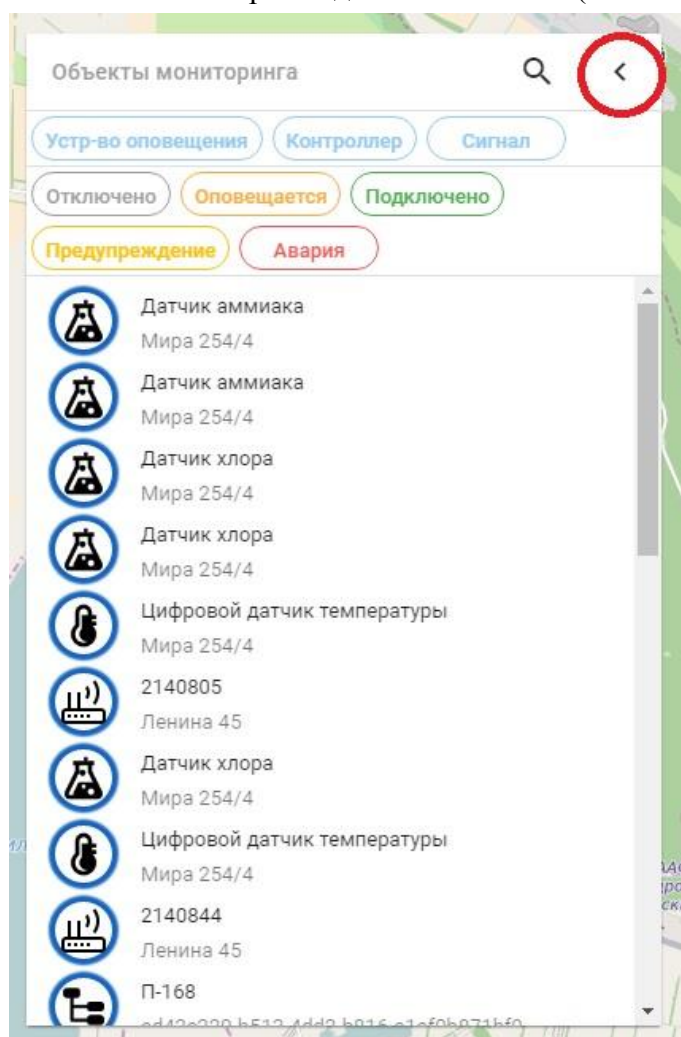 Объекты мониторинга
Устр-во оповещения Контроллер Сигнал
Отключено Оповещается Подключено
Предупреждение Авария
Датчик аммиака
Мира 254/4
Датчик аммиака
Мира 254/4
Датчик хлора
Мира 254/4
Датчик хлора
Мира 254/4
Цифровой датчик температуры
Мира 254/4
2140805
Ленина 45
Датчик хлора
Мира 254/4
Цифровой датчик температуры
Мира 254/4
2140844
Ленина 45
П-168